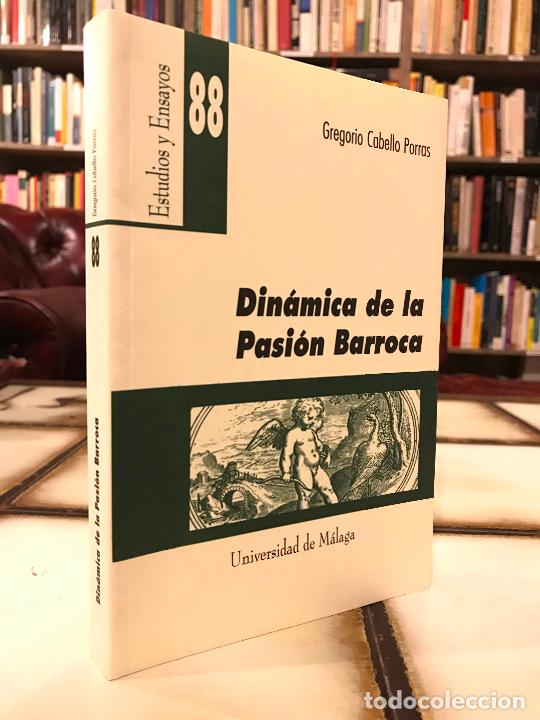 Gregorio Cabello Porras
88
Estudios y Ensayos
Dinámica de la
Pasión Barroca
Universidad de Málaga
Gregorio Cabello Porras
88
Dinámica de la Pasión Barroca
todocoleccion.net